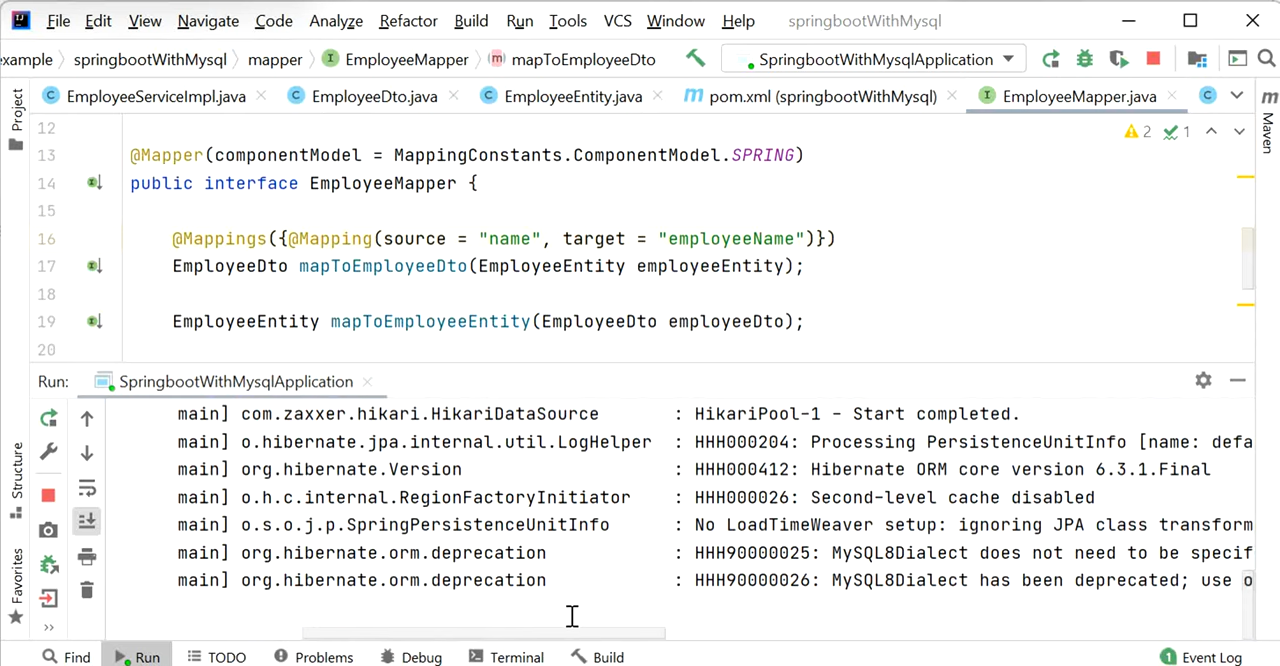 File Edit View Navigate Code Analyze Refactor Build Run Tools VCS Window Help springbootWithMysql
example springbootWithMysql mapper EmployeeMapper mapToEmployeeDto SpringbootWithMysqlApplication
EmployeeServiceImpl.java EmployeeDto.java EmployeeEntity.java pom.xml (springbootWithMysql) EmployeeMapper.java
Project
Maven
12
2 1
13 @Mapper(componentModel = MappingConstants.ComponentModel.SPRING)
14 public interface EmployeeMapper {
15
16 @Mappings({@Mapping(source = "name", target = "employeeName")})
17 EmployeeDto mapToEmployeeDto(EmployeeEntity employeeEntity);
18
19 EmployeeEntity mapToEmployeeEntity(EmployeeDto employeeDto);
20
Run: SpringbootWithMysqlApplication
main] com.zaxxer.hikari.HikariDataSource : HikariPool-1 - Start completed.
main] o.hibernate.jpa.internal.util.LogHelper : HHH000204: Processing PersistenceUnitInfo [name: defa
main] org.hibernate.Version : HHH000412: Hibernate ORM core version 6.3.1.Final
main] o.h.c.internal.RegionFactoryInitiator : HHH000026: Second-level cache disabled
main] o.s.o.j.p.SpringPersistenceUnitInfo : No LoadTimeWeaver setup: ignoring JPA class transform
main] org.hibernate.orm.deprecation : HHH90000025: MySQL8Dialect does not need to be specif
main] org.hibernate.orm.deprecation : HHH90000026: MySQL8Dialect has been deprecated; use o
Structure
Favorites
Find Run TODO Problems Debug Terminal Build 1 Event Log